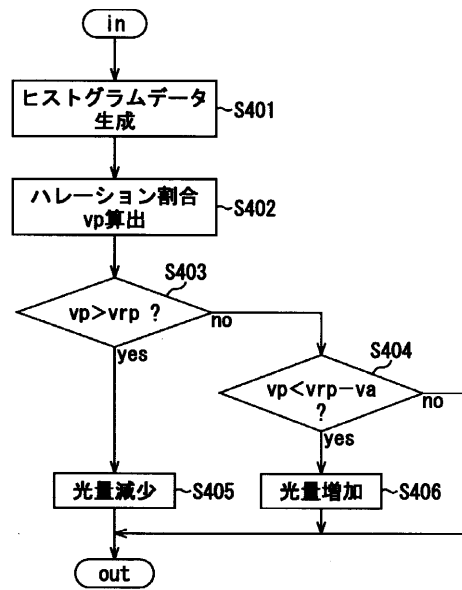 in
ヒストグラムデータ
生成
S401
ハレーション割合
vp算出
S402
S403
vp>vrp ?
no
yes
S404
vp<vrp-va
?
no
yes
光量減少
S405
光量増加
S406
out